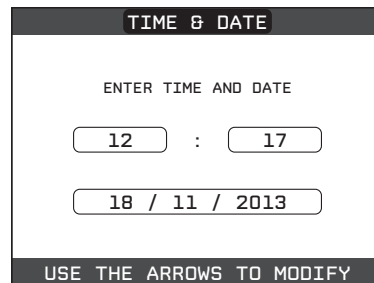 TIME & DATE
ENTER TIME AND DATE
12 : 17
18 / 11 / 2013
USE THE ARROWS TO MODIFY